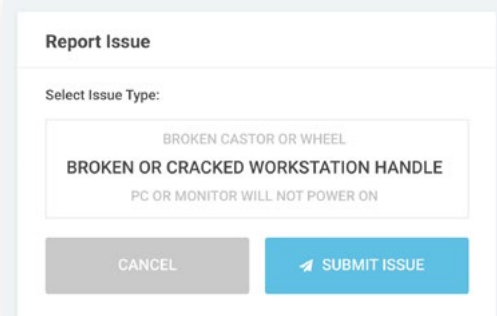 Report Issue
Select Issue Type:
BROKEN CASTOR OR WHEEL
BROKEN OR CRACKED WORKSTATION HANDLE
PC OR MONITOR WILL NOT POWER ON
CANCEL
SUBMIT ISSUE